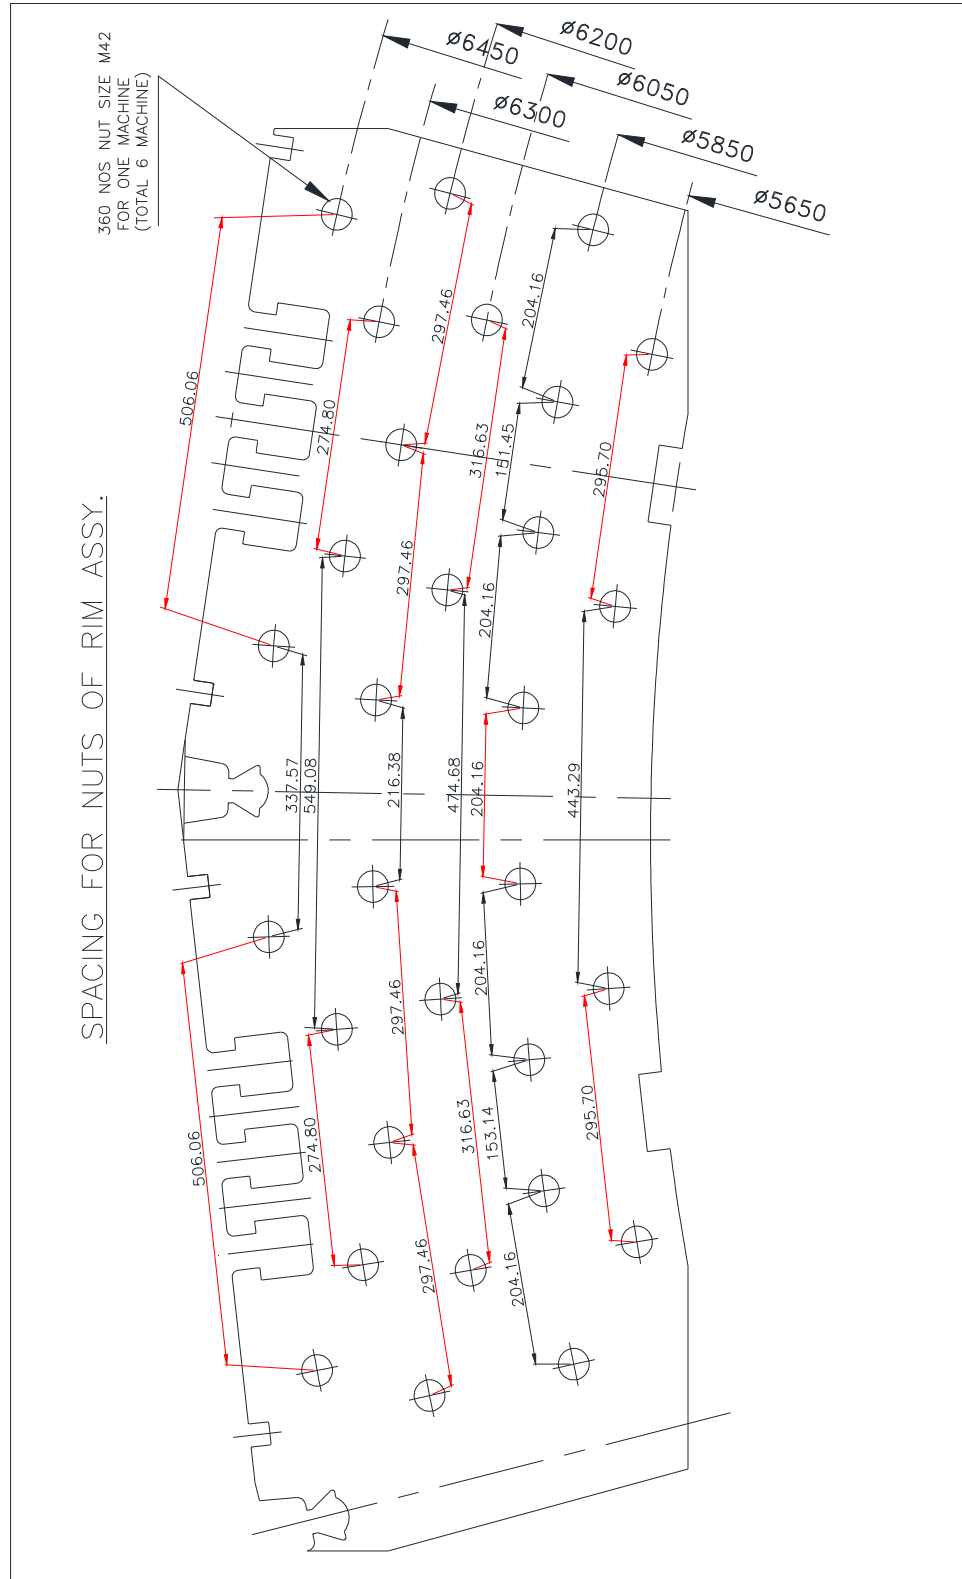 360 NOS NUT SIZE M42
FOR ONE MACHINE
(TOTAL 6 MACHINE)
SPACING FOR NUTS OF RIM ASSY.
ø6450
ø6200
ø6300
ø6050
ø5850
ø5650
506.06
274.80
297.46
204.16
316.63
151.45
295.70
297.46
204.16
337.57
549.08
216.38
474.68
204.16
443.29
297.46
204.16
506.06
274.80
316.63
153.14
295.70
297.46
204.16